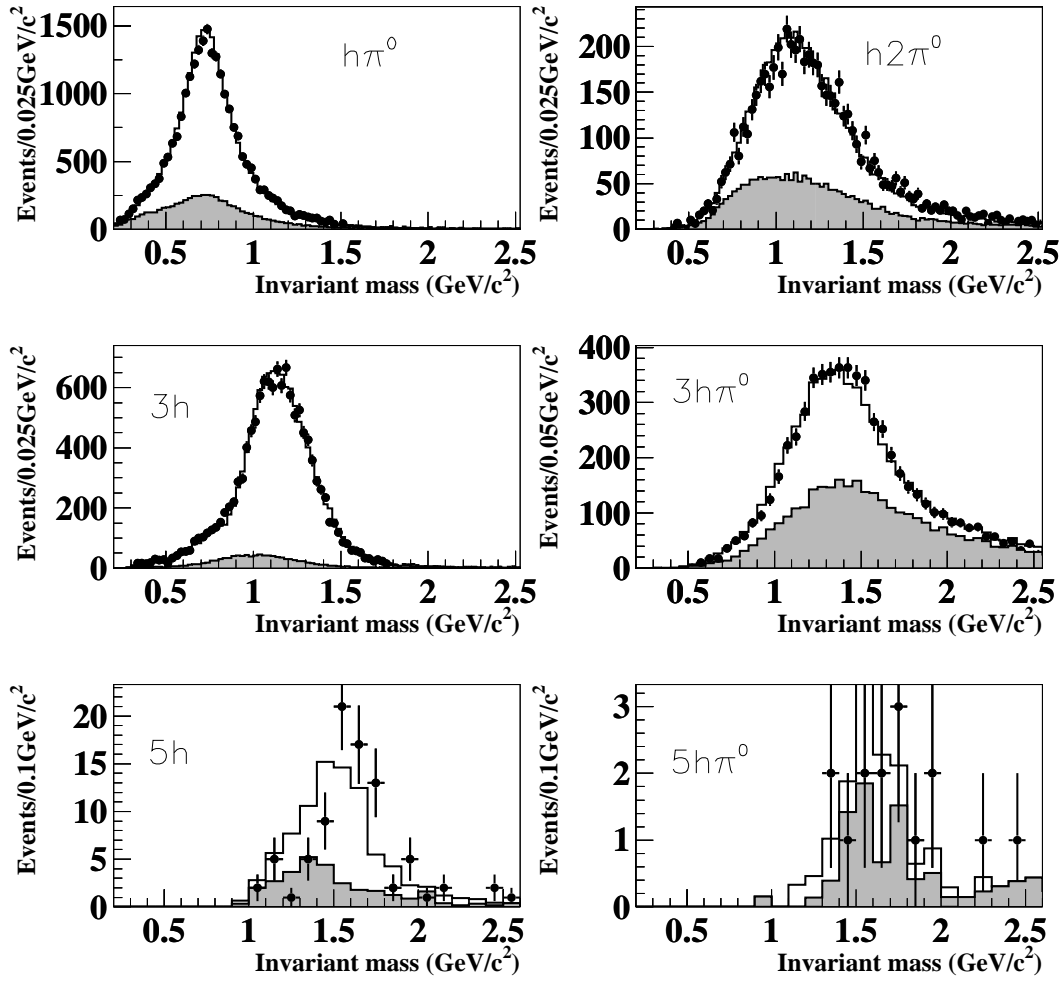 Events/0.025GeV/c²
1500
1000
500
0
hπ⁰
0.5 1 1.5 2 2.5
Invariant mass (GeV/c²)
Events/0.025GeV/c²
200
150
100
50
0
h2π⁰
0.5 1 1.5 2 2.5
Invariant mass (GeV/c²)
Events/0.025GeV/c²
600
400
200
0
3h
0.5 1 1.5 2 2.5
Invariant mass (GeV/c²)
Events/0.05GeV/c²
400
300
200
100
0
3hπ⁰
0.5 1 1.5 2 2.5
Invariant mass (GeV/c²)
Events/0.1GeV/c²
20
15
10
5
0
5h
0.5 1 1.5 2 2.5
Invariant mass (GeV/c²)
Events/0.1GeV/c²
3
2
1
0
5hπ⁰
0.5 1 1.5 2 2.5
Invariant mass (GeV/c²)